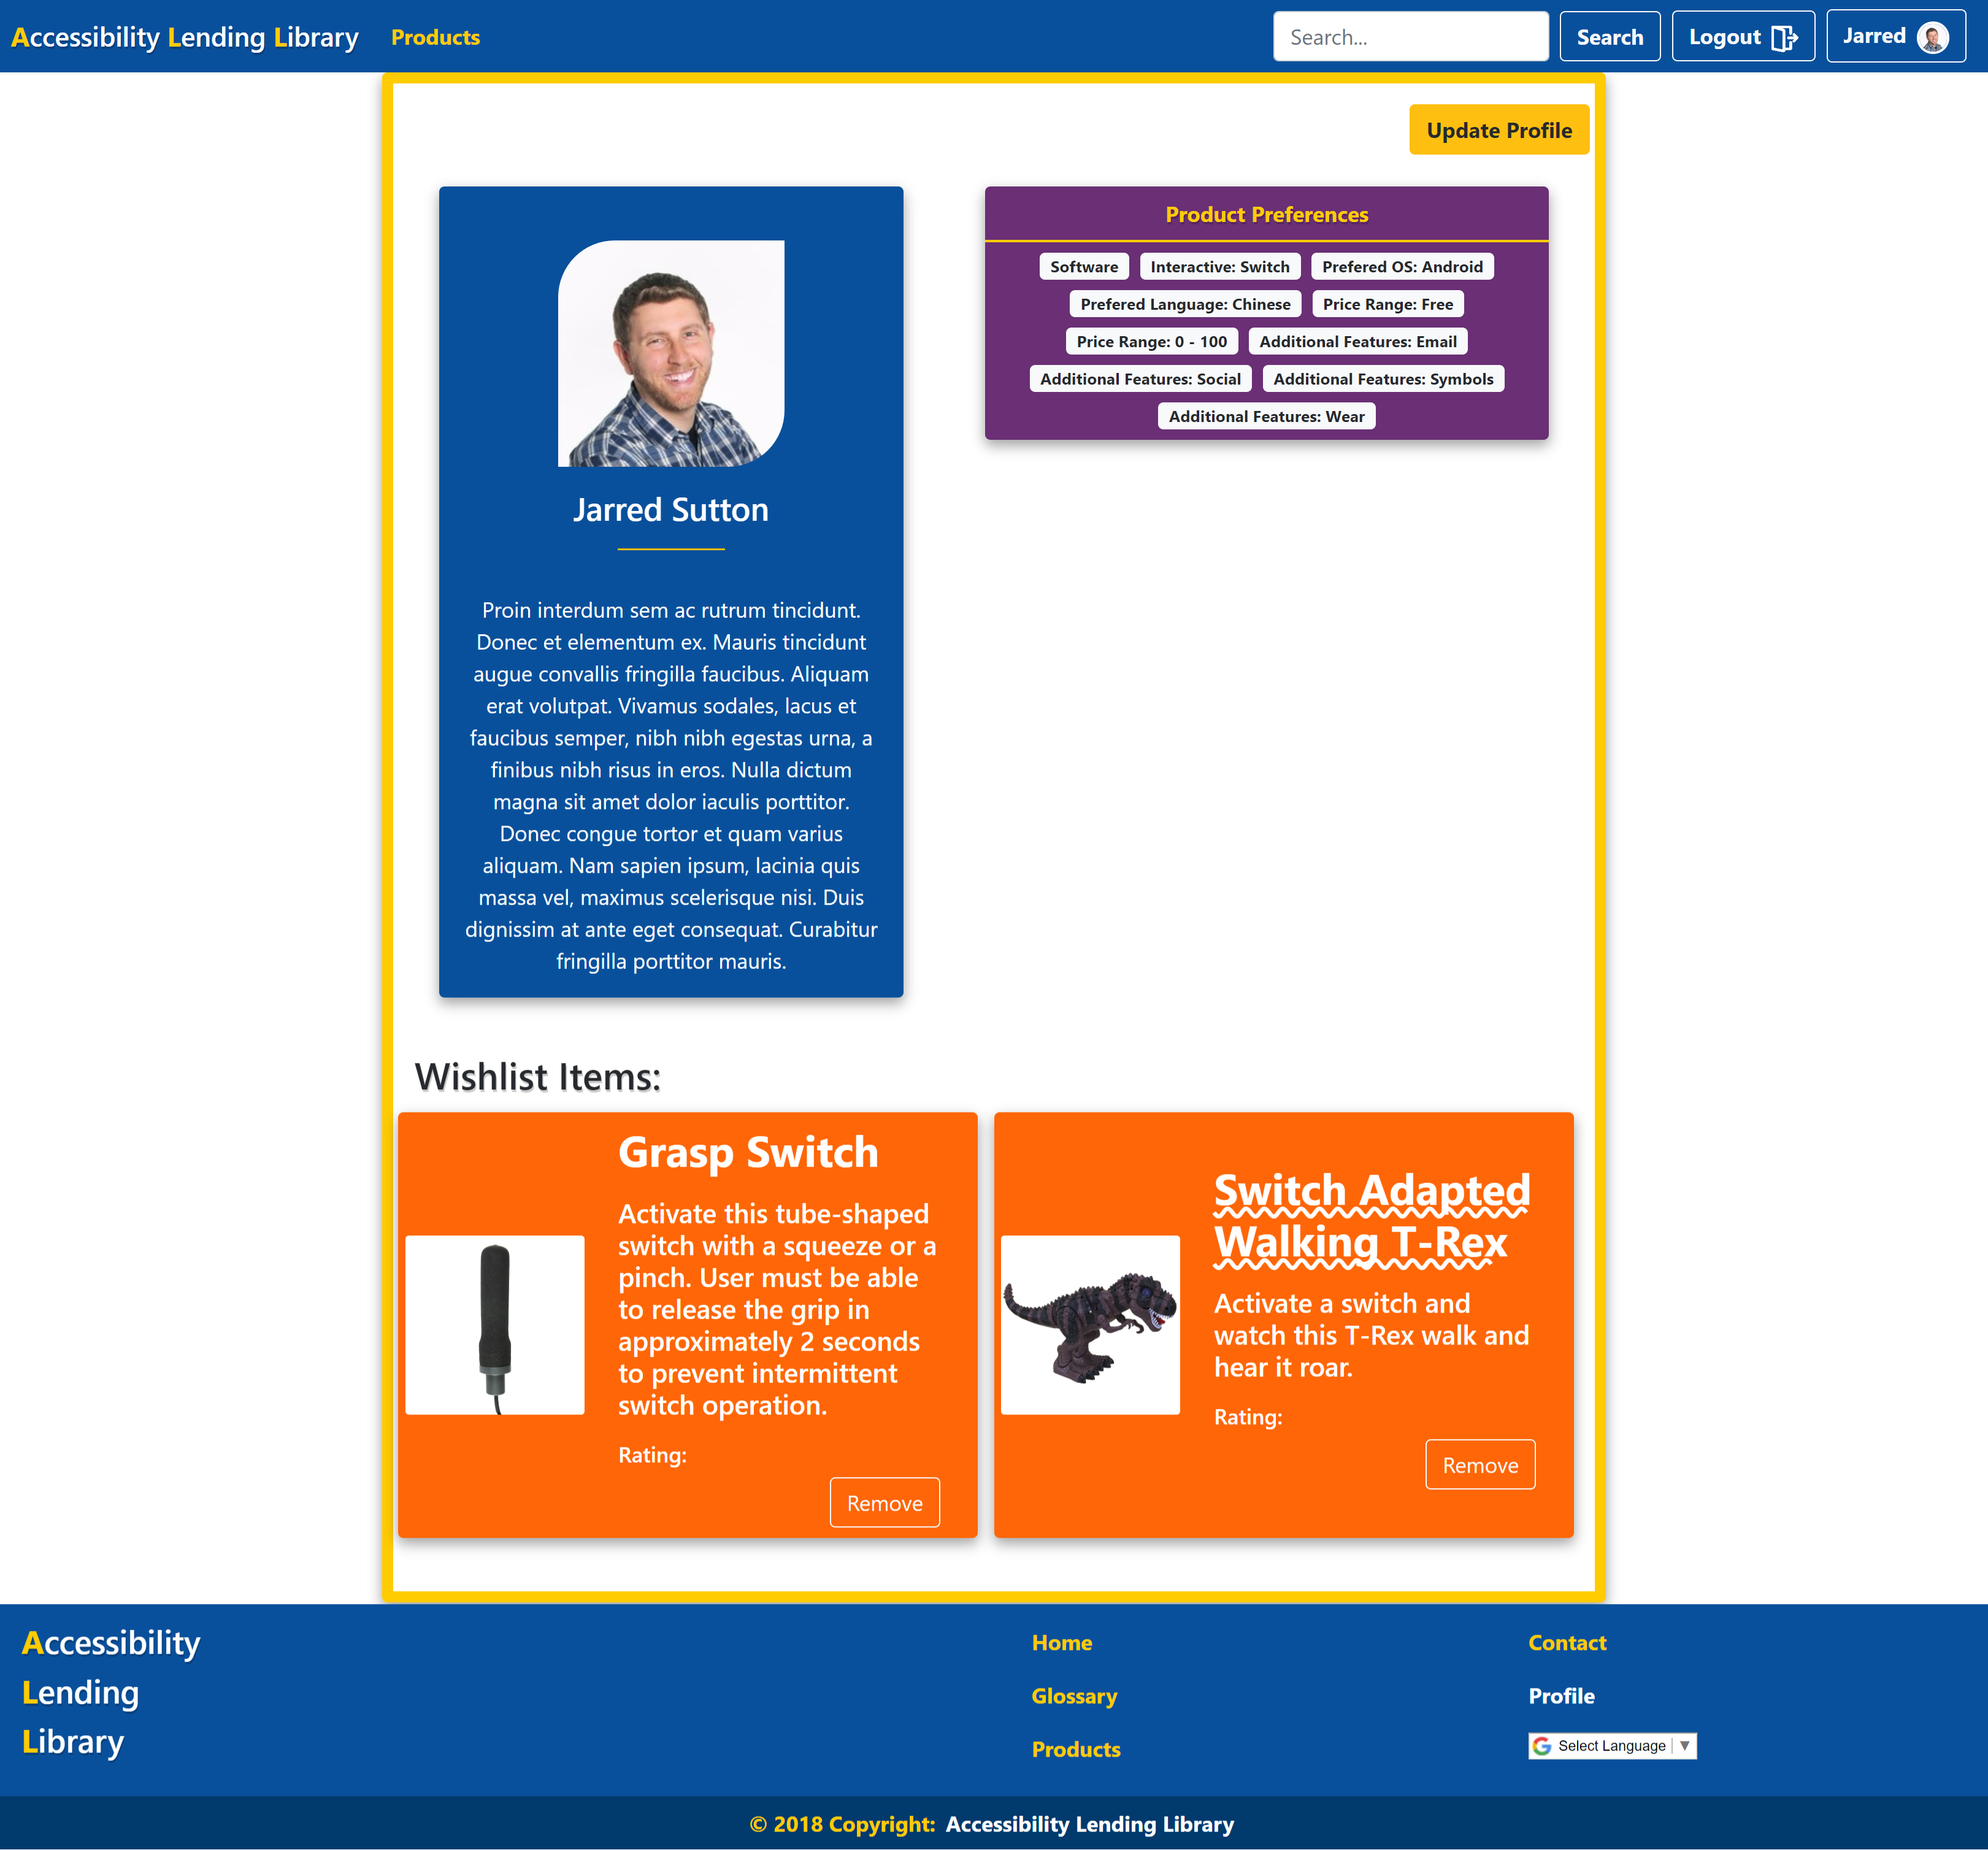 Accessibility Lending Library
Products
Search...
Search
Logout
Jarred
Update Profile
Jarred Sutton
Proin interdum sem ac rutrum tincidunt.
Donec et elementum ex. Mauris tincidunt
augue convallis fringilla faucibus. Aliquam
erat volutpat. Vivamus sodales, lacus et
faucibus semper, nibh nibh egestas urna, a
finibus nibh risus in eros. Nulla dictum
magna sit amet dolor iaculis porttitor.
Donec congue tortor et quam varius
aliquam. Nam sapien ipsum, lacinia quis
massa vel, maximus scelerisque nisi. Duis
dignissim at ante eget consequat. Curabitur
fringilla porttitor mauris.
Product Preferences
Software
Interactive: Switch
Prefered OS: Android
Prefered Language: Chinese
Price Range: Free
Price Range: 0 - 100
Additional Features: Email
Additional Features: Social
Additional Features: Symbols
Additional Features: Wear
Wishlist Items:
Grasp Switch
Activate this tube-shaped
switch with a squeeze or a
pinch. User must be able
to release the grip in
approximately 2 seconds
to prevent intermittent
switch operation.
Rating:
Remove
Switch Adapted
Walking T-Rex
Activate a switch and
watch this T-Rex walk and
hear it roar.
Rating:
Remove
Accessibility
Lending
Library
Home
Glossary
Products
Contact
Profile
Select Language ▼
© 2018 Copyright: Accessibility Lending Library